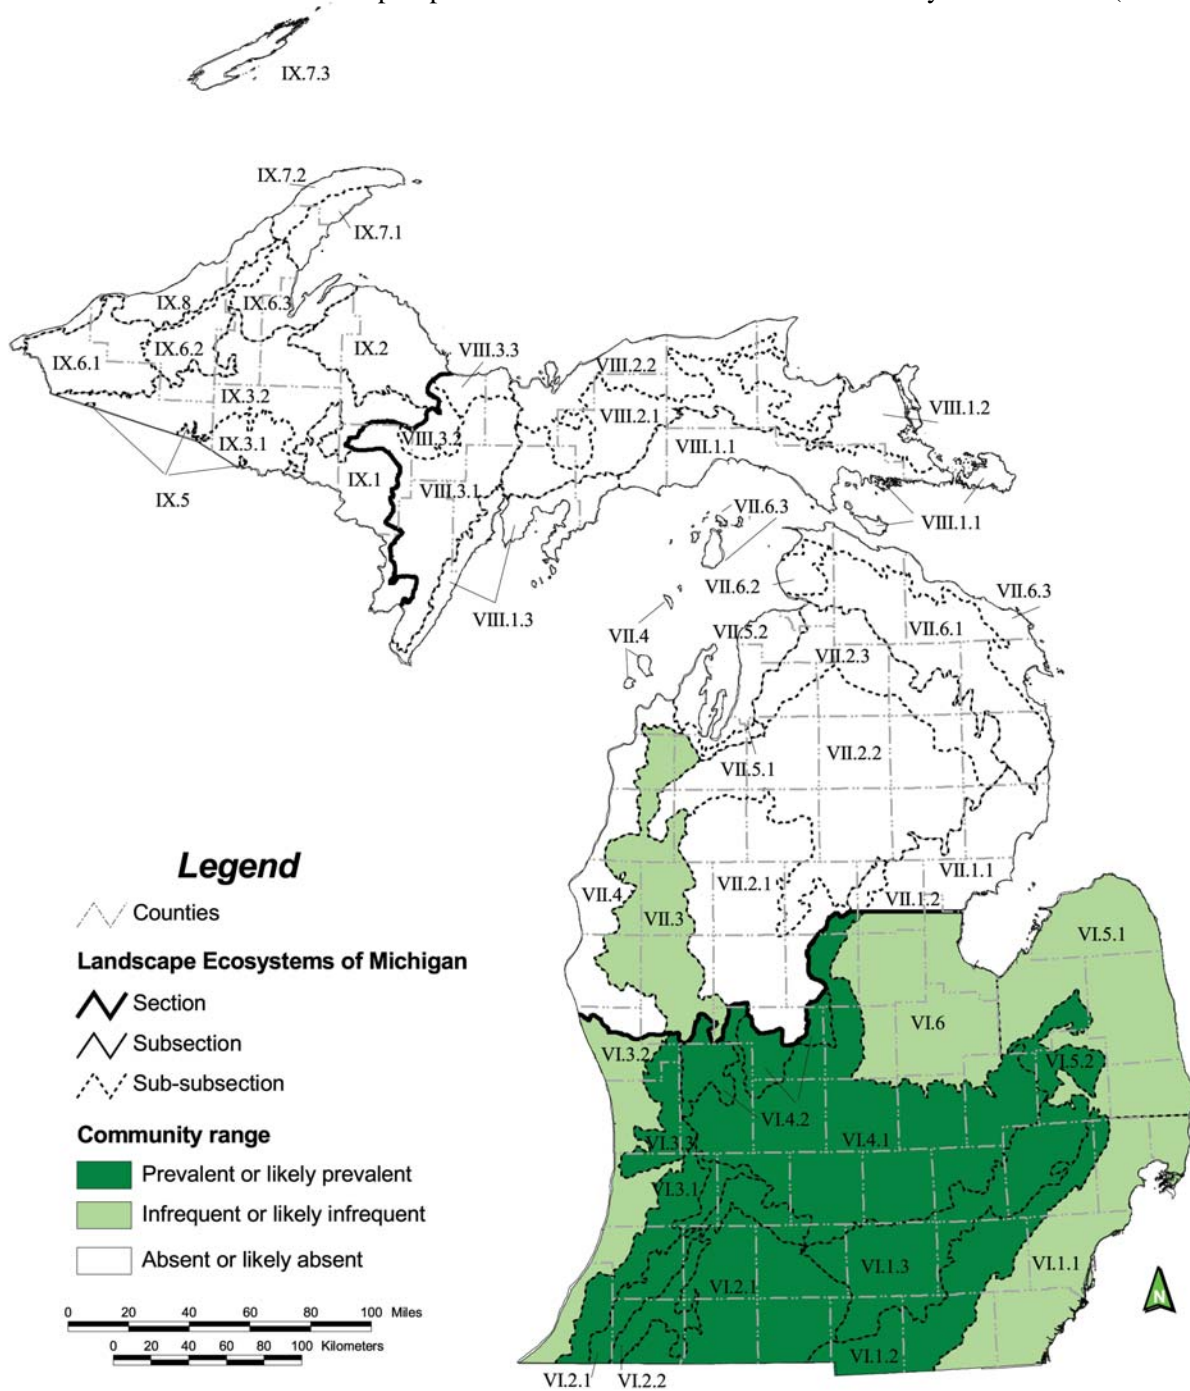 IX.7.3
IX.7.2
IX.7.1
IX.8
IX.6.3
IX.6.1
IX.6.2
IX.2
VIII.3.3
VIII.2.2
IX.3.2
VIII.2.1
VIII.1.2
IX.3.1
VIII.3.2
VIII.1.1
IX.1
VIII.3.1
IX.5
VII.6.3
VIII.1.1
VII.6.2
VII.6.3
VIII.1.3
VII.4
VII.5.2
VII.6.1
VII.2.3
VII.5.1
VII.2.2
VII.4
VII.3
VII.2.1
VII.1.1
VII.1.2
VI.5.1
VI.6
VI.3.2
VI.5.2
VI.4.2
VI.3.3
VI.4.1
VI.3.1
VI.2.1
VI.1.3
VI.1.1
VI.1.2
VI.2.1
VI.2.2
Legend
Counties
Landscape Ecosystems of Michigan
Section
Subsection
Sub-subsection
Community range
Prevalent or likely prevalent
Infrequent or likely infrequent
Absent or likely absent
0 20 40 60 80 100 Miles
0 20 40 60 80 100 Kilometers
N